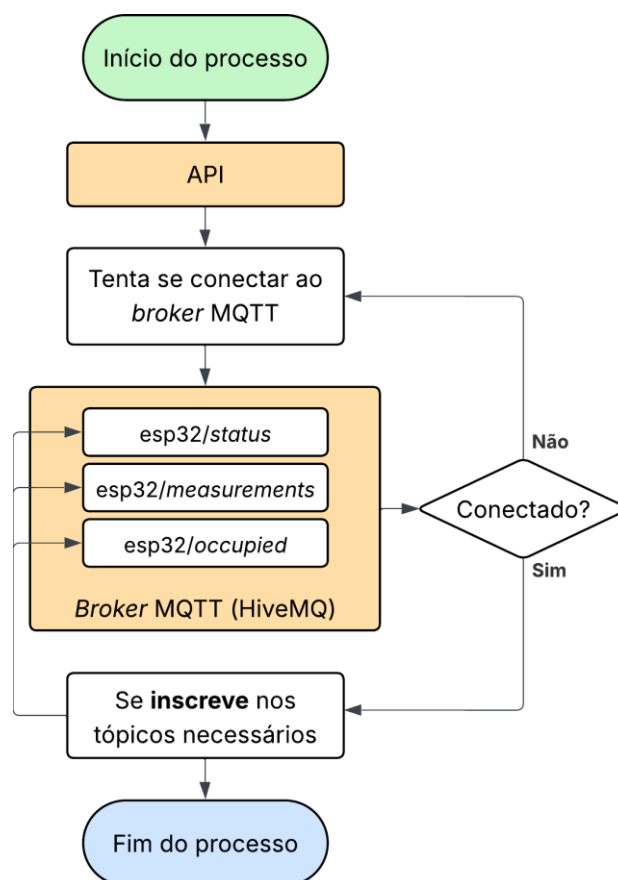 Início do processo
API
Tenta se conectar ao
broker MQTT
esp32/status
esp32/measurements
esp32/occupied
Broker MQTT (HiveMQ)
Não
Conectado?
Sim
Se inscreve nos
tópicos necessários
Fim do processo